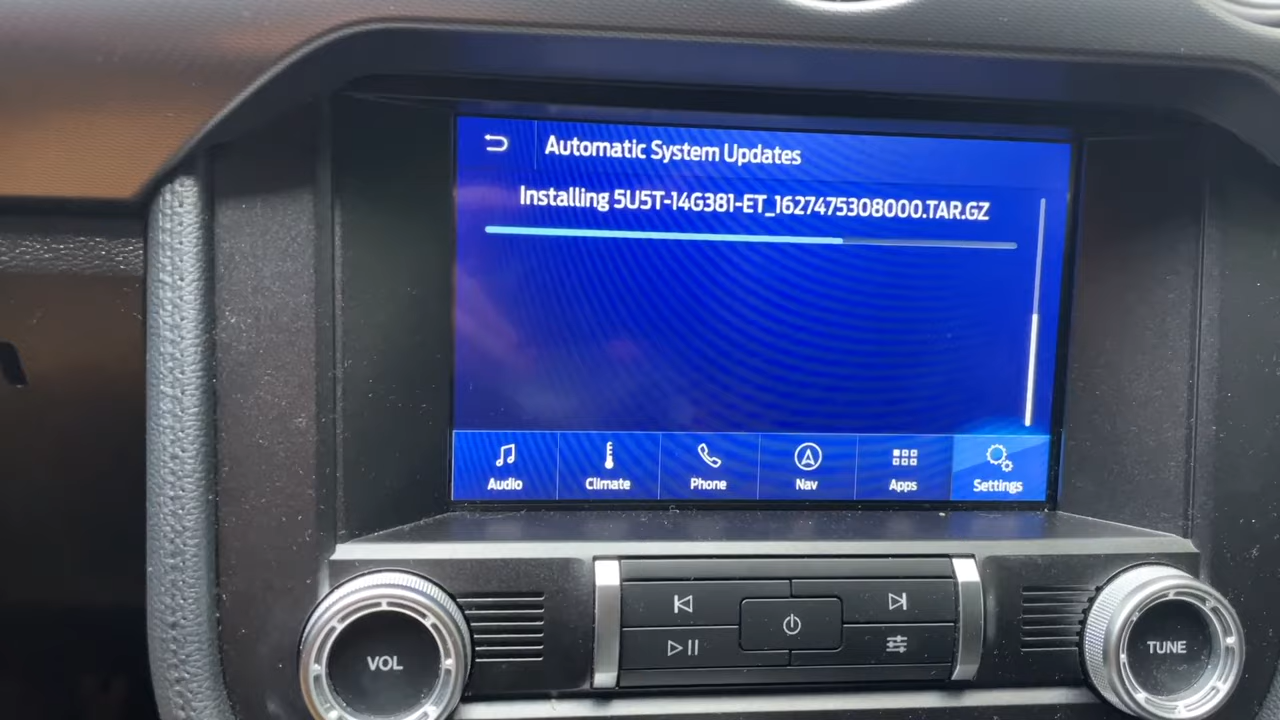 Automatic System Updates
Installing 5U5T-14G381-ET_1627475308000.TAR.GZ
Audio
Climate
Phone
Nav
Apps
Settings
VOL
TUNE